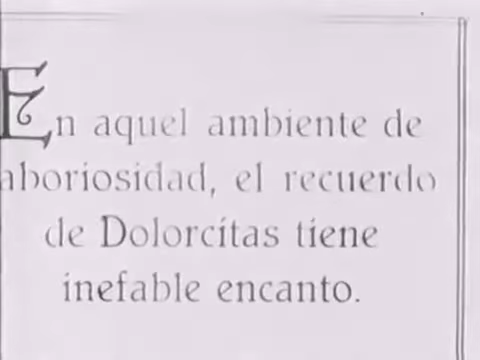 En aquel ambiente de
aboriosidad, el recuerdo
de Dolorcitas tiene
inefable encanto.